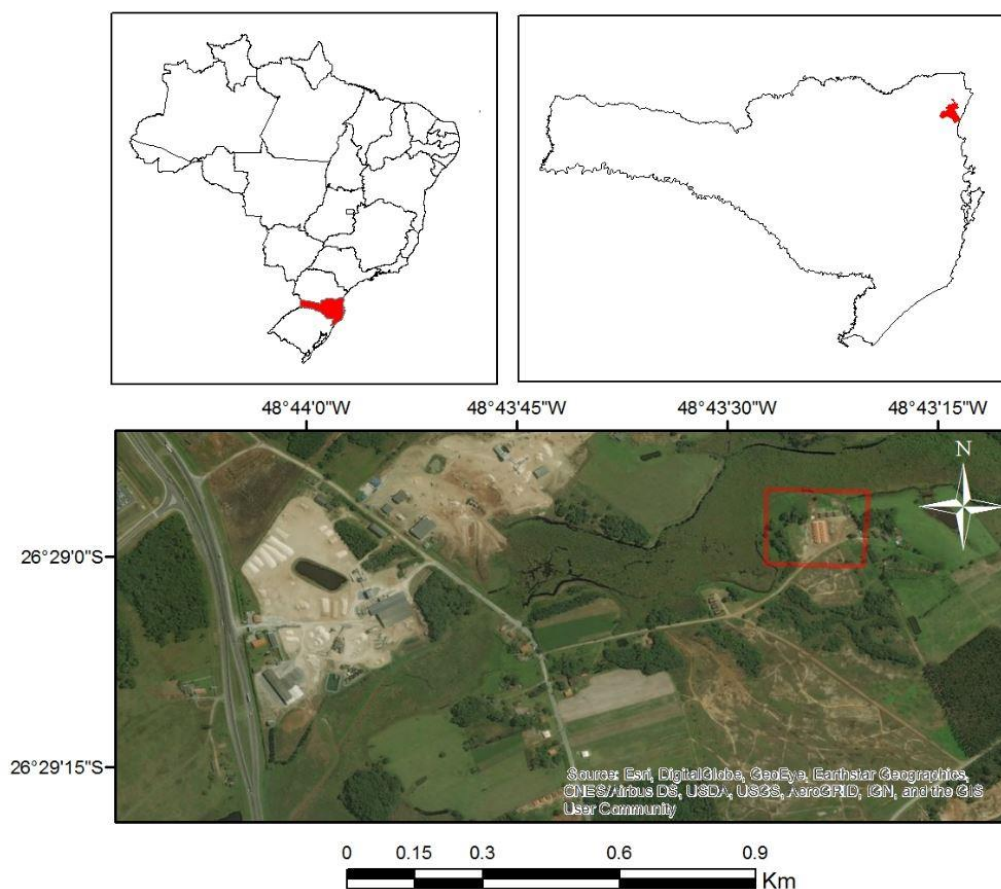 48°44'0"W 48°43'45"W 48°43'30"W 48°43'15"W
N
26°29'0"S
26°29'15"S
Source: Esri, DigitalGlobe, GeoEye, Earthstar Geographics,
CNES/Airbus DS, USDA, USGS, AeroGRID, IGN, and the GIS
User Community
0 0.15 0.3 0.6 0.9
Km